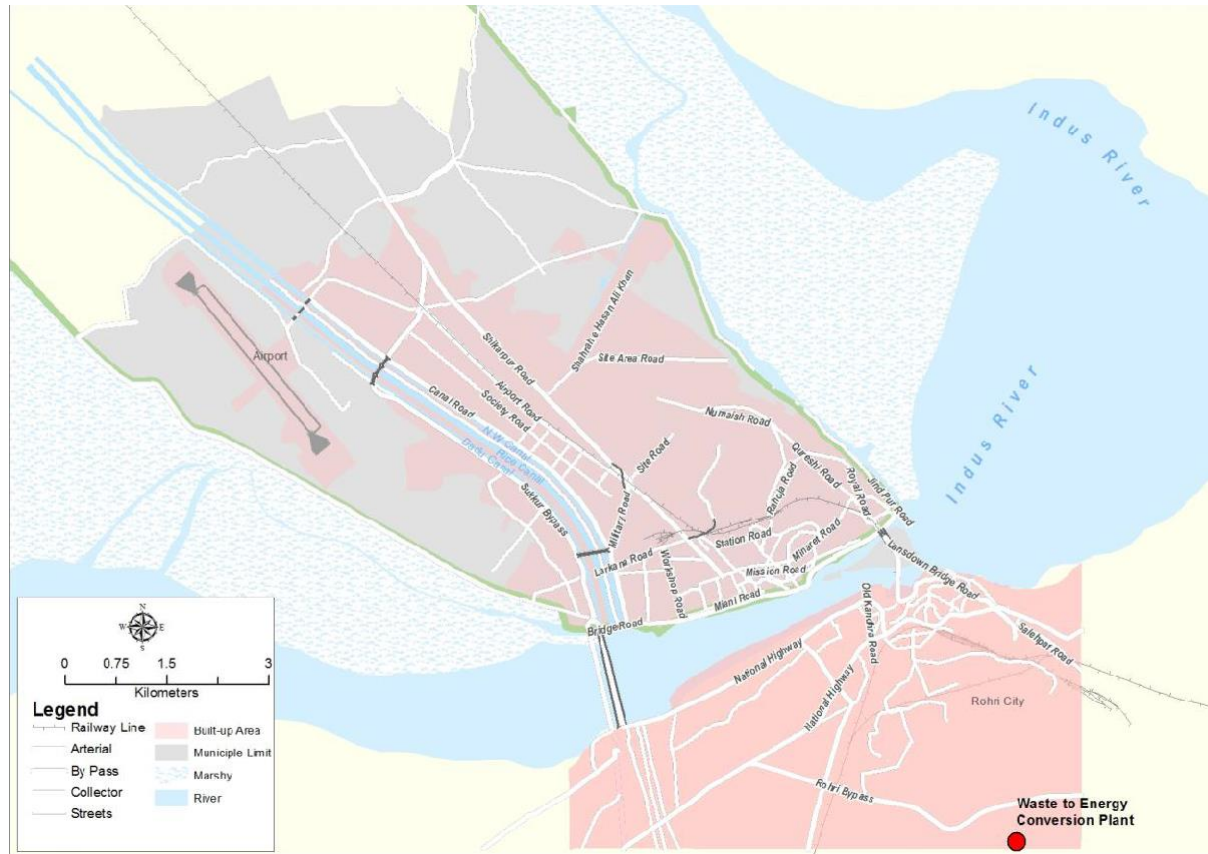 Indus River
Indus River
Airport
Shikarpur Road
Shahrah e Hasan Ali Khan
Site Area Road
Airport Road
Society Road
Canal Road
N.W Canal
Rice Canal
Dadu Canal
Numaish Road
Qureshi Road
Royal Road
Jind Pur Road
Site Road
Military Road
Sukkur Bypass
Station Road
Minaret Road
Larkana Road
Workshop Road
Mission Road
Miani Road
Bridge Road
Lansdown Bridge Road
Old Kandhra Road
Salehpat Road
National Highway
National Highway
Rohri City
Rohri Bypass
Waste to Energy
Conversion Plant
N
W E
S
0 0.75 1.5 3
Kilometers
Legend
Railway Line
Arterial
By Pass
Collector
Streets
Built-up Area
Municiple Limit
Marshy
River